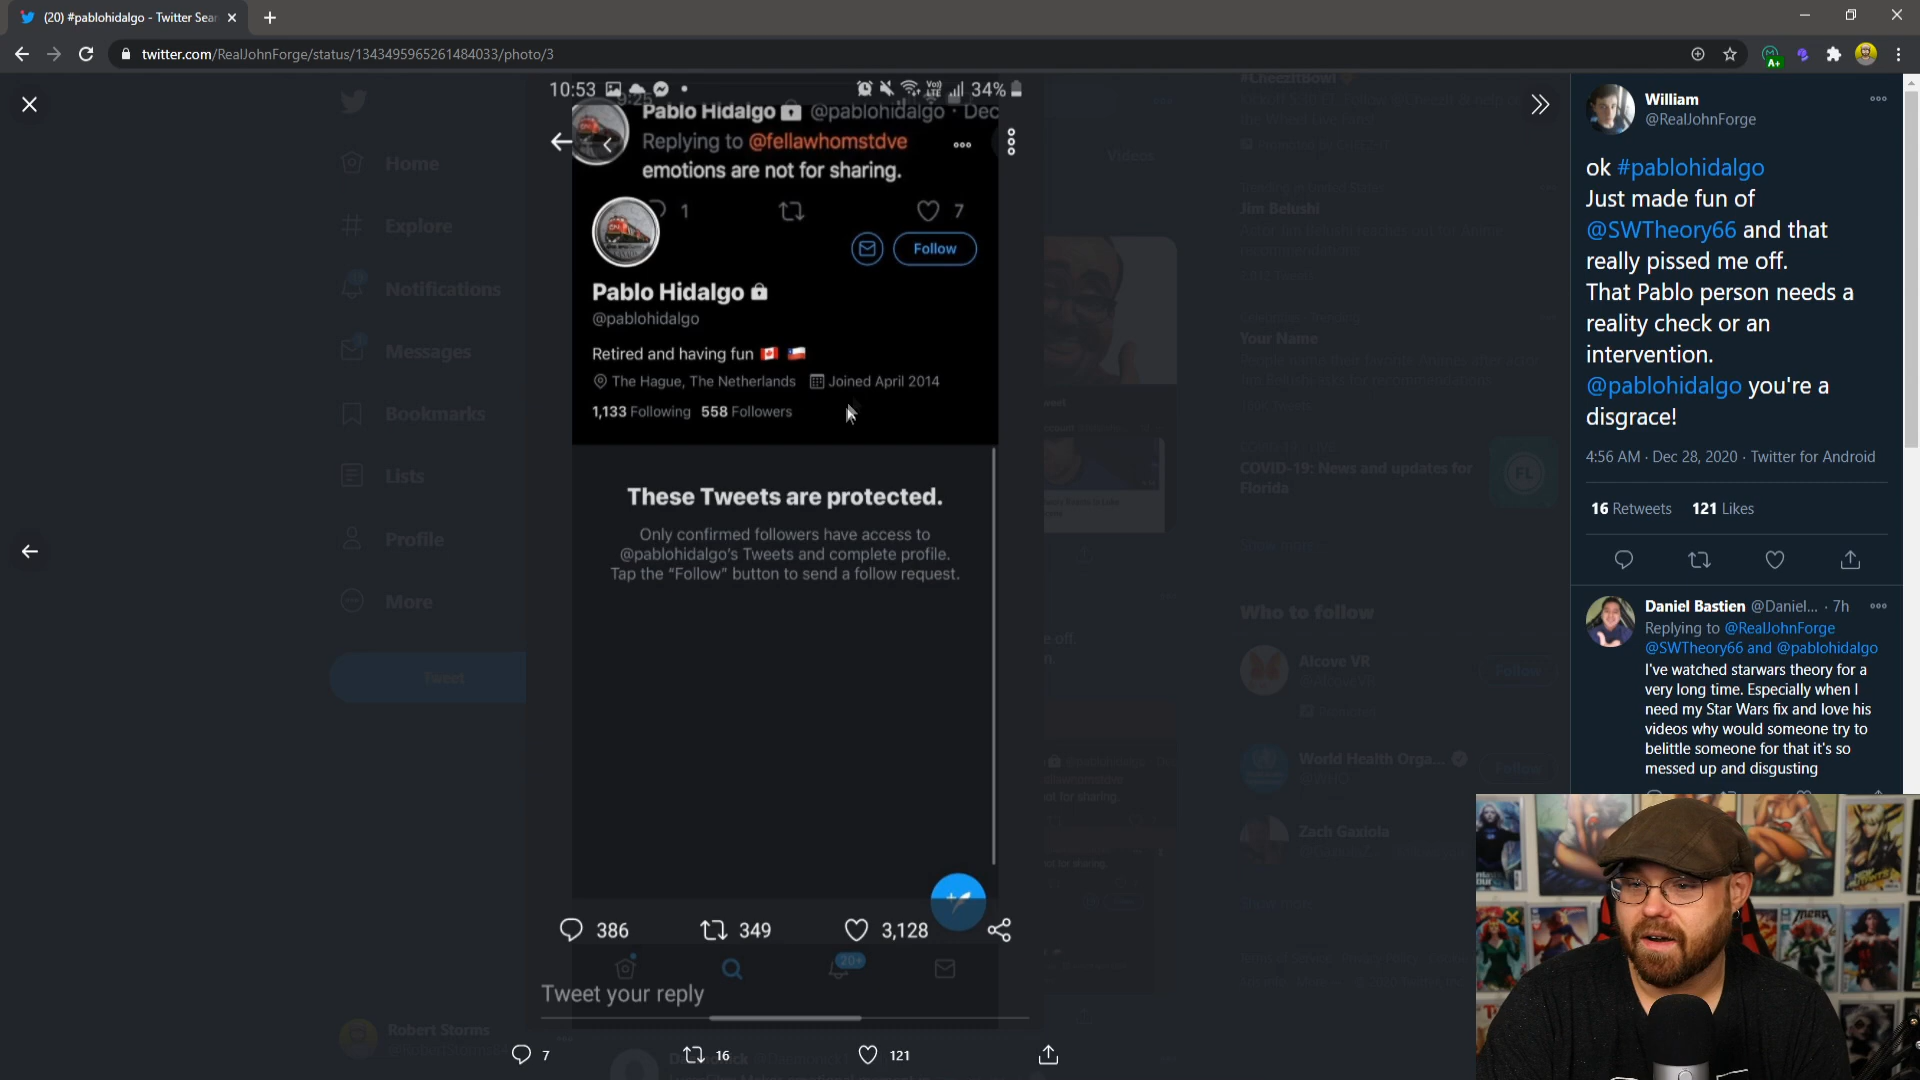 (20) #pablohidalgo - Twitter Sear
twitter.com/RealJohnForge/status/1343495965261484033/photo/3
10:53
34%
9:25
Pablo Hidalgo @pablohidalgo · Dec
Replying to @fellawhomstdve
emotions are not for sharing.
1
7
Follow
Pablo Hidalgo
@pablohidalgo
Retired and having fun
The Hague, The Netherlands Joined April 2014
1,133 Following 558 Followers
These Tweets are protected.
Only confirmed followers have access to
@pablohidalgo's Tweets and complete profile.
Tap the "Follow" button to send a follow request.
386 349 3,128
20+
Tweet your reply
7 16 121
Home
Explore
Notifications
Messages
Bookmarks
Lists
Profile
More
Tweet
Robert Storms
#CheezItBowl
Videos
Jim Belushi
Your Name
COVID-19: News and updates for
Florida
Who to follow
Alcove VR
Follow
World Health Orga...
Follow
Zach Gaxiola
William
@RealJohnForge
ok #pablohidalgo
Just made fun of
@SWTheory66 and that
really pissed me off.
That Pablo person needs a
reality check or an
intervention.
@pablohidalgo you're a
disgrace!
4:56 AM · Dec 28, 2020 · Twitter for Android
16 Retweets 121 Likes
Daniel Bastien @Daniel... · 7h
Replying to @RealJohnForge
@SWTheory66 and @pablohidalgo
I've watched starwars theory for a
very long time. Especially when I
need my Star Wars fix and love his
videos why would someone try to
belittle someone for that it's so
messed up and disgusting